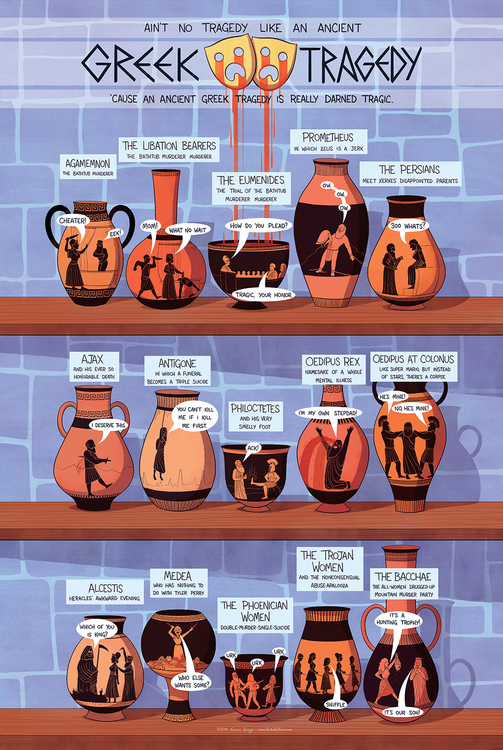 AIN'T NO TRAGEDY LIKE AN ANCIENT
GREEK TRAGEDY
'CAUSE AN ANCIENT GREEK TRAGEDY IS REALLY DARNED TRAGIC.
AGAMEMNON
THE BATHTUB MURDERER
CHEATER!
EEK!
THE LIBATION BEARERS
THE BATHTUB MURDERER MURDERER
MOM!
WHAT NO WAIT
THE EUMENIDES
THE TRIAL OF THE BATHTUB
MURDERER MURDERER
HOW DO YOU PLEAD?
TRAGIC, YOUR HONOR
PROMETHEUS
IN WHICH ZEUS IS A JERK
OW.
OW.
OW.
THE PERSIANS
MEET XERXES' DISAPPOINTED PARENTS
300 WHATS?
AJAX
AND HIS EVER SO
HONORABLE DEATH
I DESERVE THIS.
ANTIGONE
IN WHICH A FUNERAL
BECOMES A TRIPLE SUICIDE
YOU CAN'T KILL
ME IF I KILL
ME FIRST
PHILOCTETES
AND HIS VERY
SMELLY FOOT
ACK!
OEDIPUS REX
NAMESAKE OF A WHOLE
MENTAL ILLNESS
I'M MY OWN STEPDAD!
OEDIPUS AT COLONUS
LIKE SUPER MARIO, BUT INSTEAD
OF STARS, THERE'S A CORPSE
HE'S MINE!
NO, HE'S MINE!
ALCESTIS
HERACLES' AWKWARD EVENING
WHICH OF YOU
IS KING?
MEDEA
WHO HAS NOTHING TO
DO WITH TYLER PERRY
WHO ELSE
WANTS SOME?
THE PHOENICIAN
WOMEN
DOUBLE-MURDER-SINGLE-SUICIDE
URK
URK
URK
THE TROJAN
WOMEN
AND THE NONCONSENSUAL
ABUSE-APALOOZA
SNIFFLE
THE BACCHAE
THE ALL-WOMEN DRUGGED-UP
MOUNTAIN MURDER PARTY
IT'S A
HUNTING TROPHY!
IT'S OUR SON!